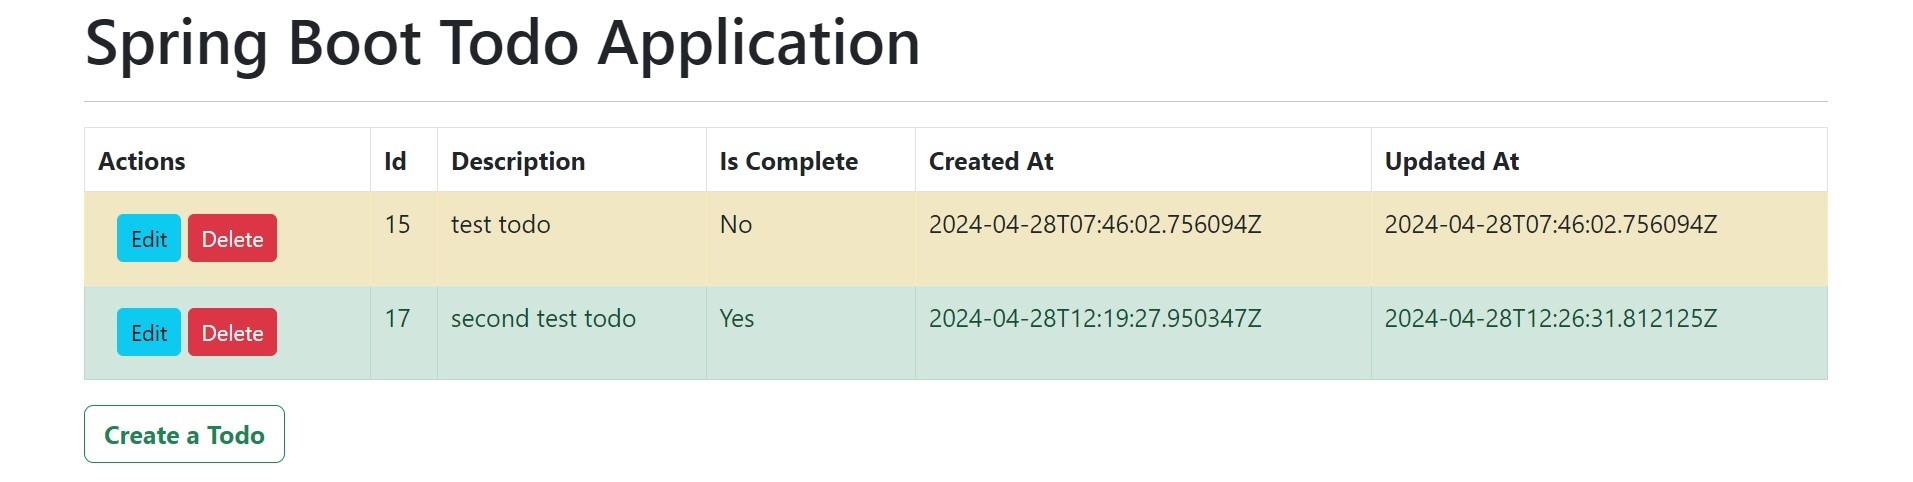 Spring Boot Todo Application
Actions Id Description Is Complete Created At Updated At
Edit Delete 15 test todo No 2024-04-28T07:46:02.756094Z 2024-04-28T07:46:02.756094Z
Edit Delete 17 second test todo Yes 2024-04-28T12:19:27.950347Z 2024-04-28T12:26:31.812125Z
Create a Todo